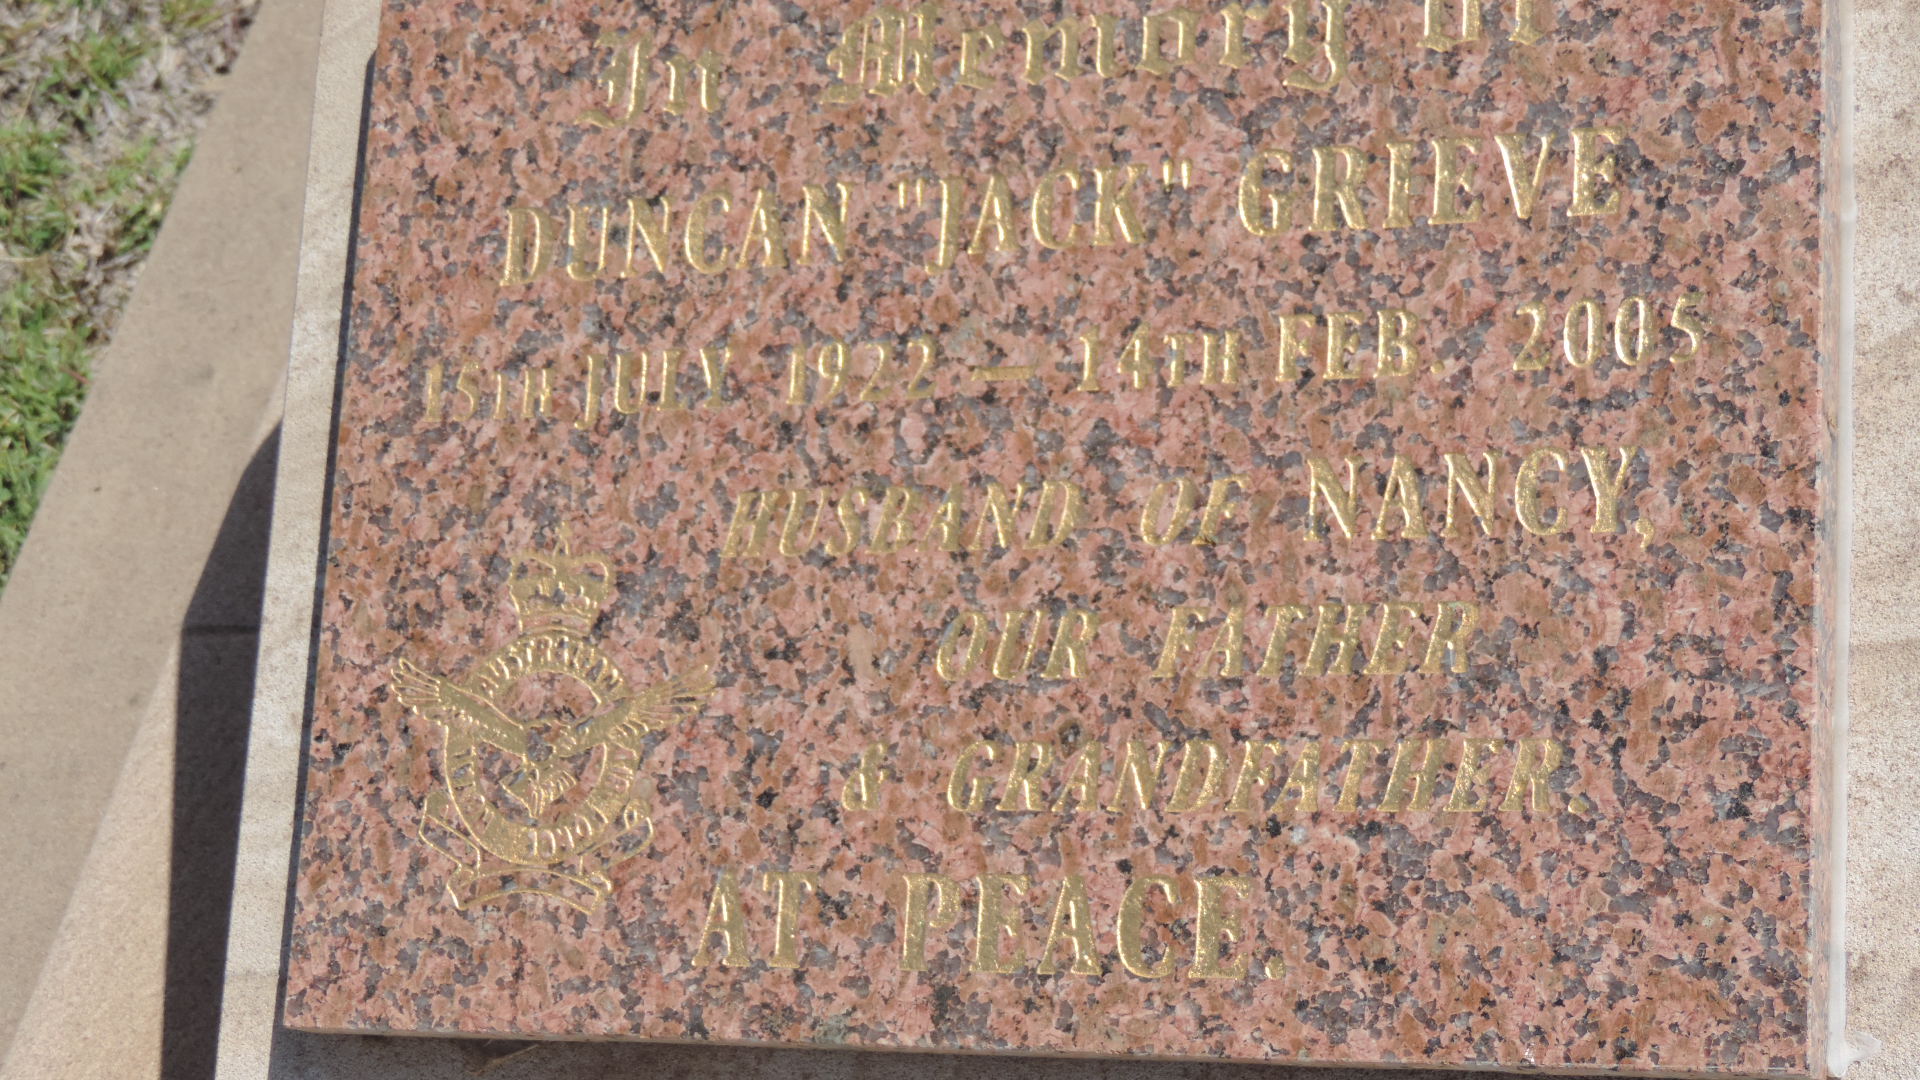 In Memory of
DUNCAN "JACK" GRIEVE
15TH JULY 1922 — 14TH FEB. 2005
HUSBAND OF NANCY,
OUR FATHER
& GRANDFATHER.
AUSTRALIAN
AT PEACE.